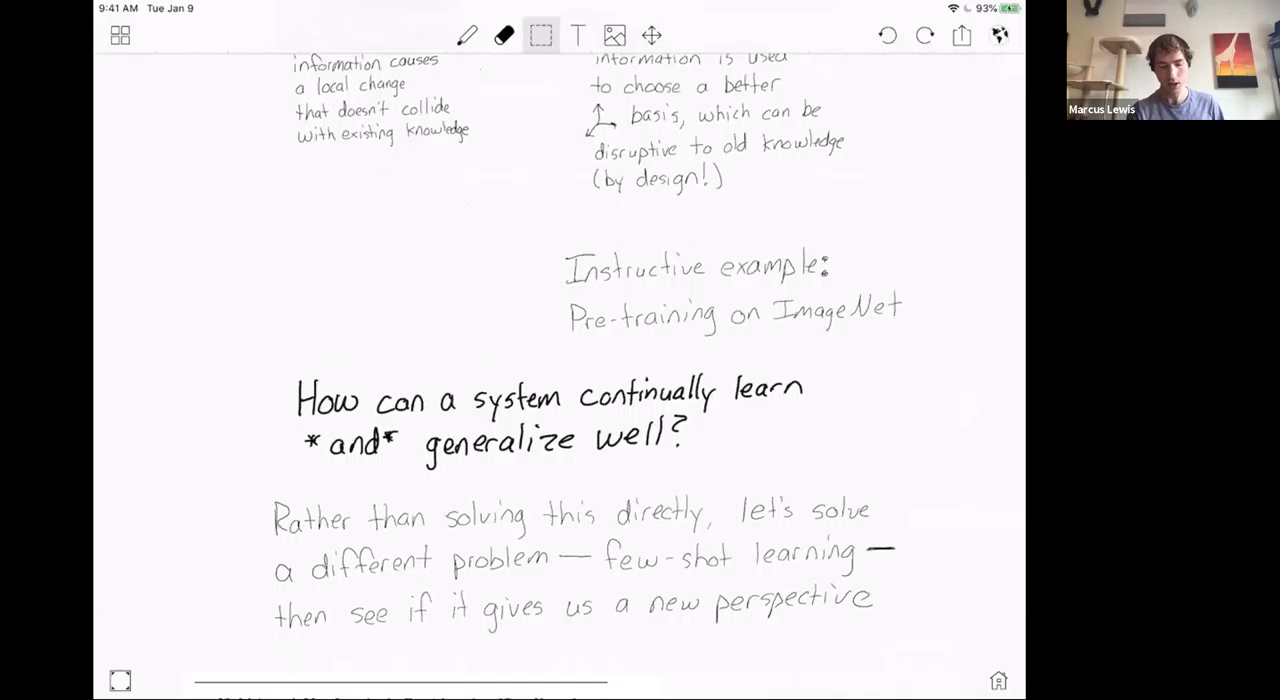 9:41 AM Tue Jan 9
93%
Marcus Lewis
information causes
a local change
that doesn't collide
with existing knowledge
information is used
to choose a better
basis, which can be
disruptive to old knowledge
(by design!)
Instructive example:
Pre-training on ImageNet
How can a system continually learn
*and* generalize well?
Rather than solving this directly, let's solve
a different problem — few-shot learning —
then see if it gives us a new perspective